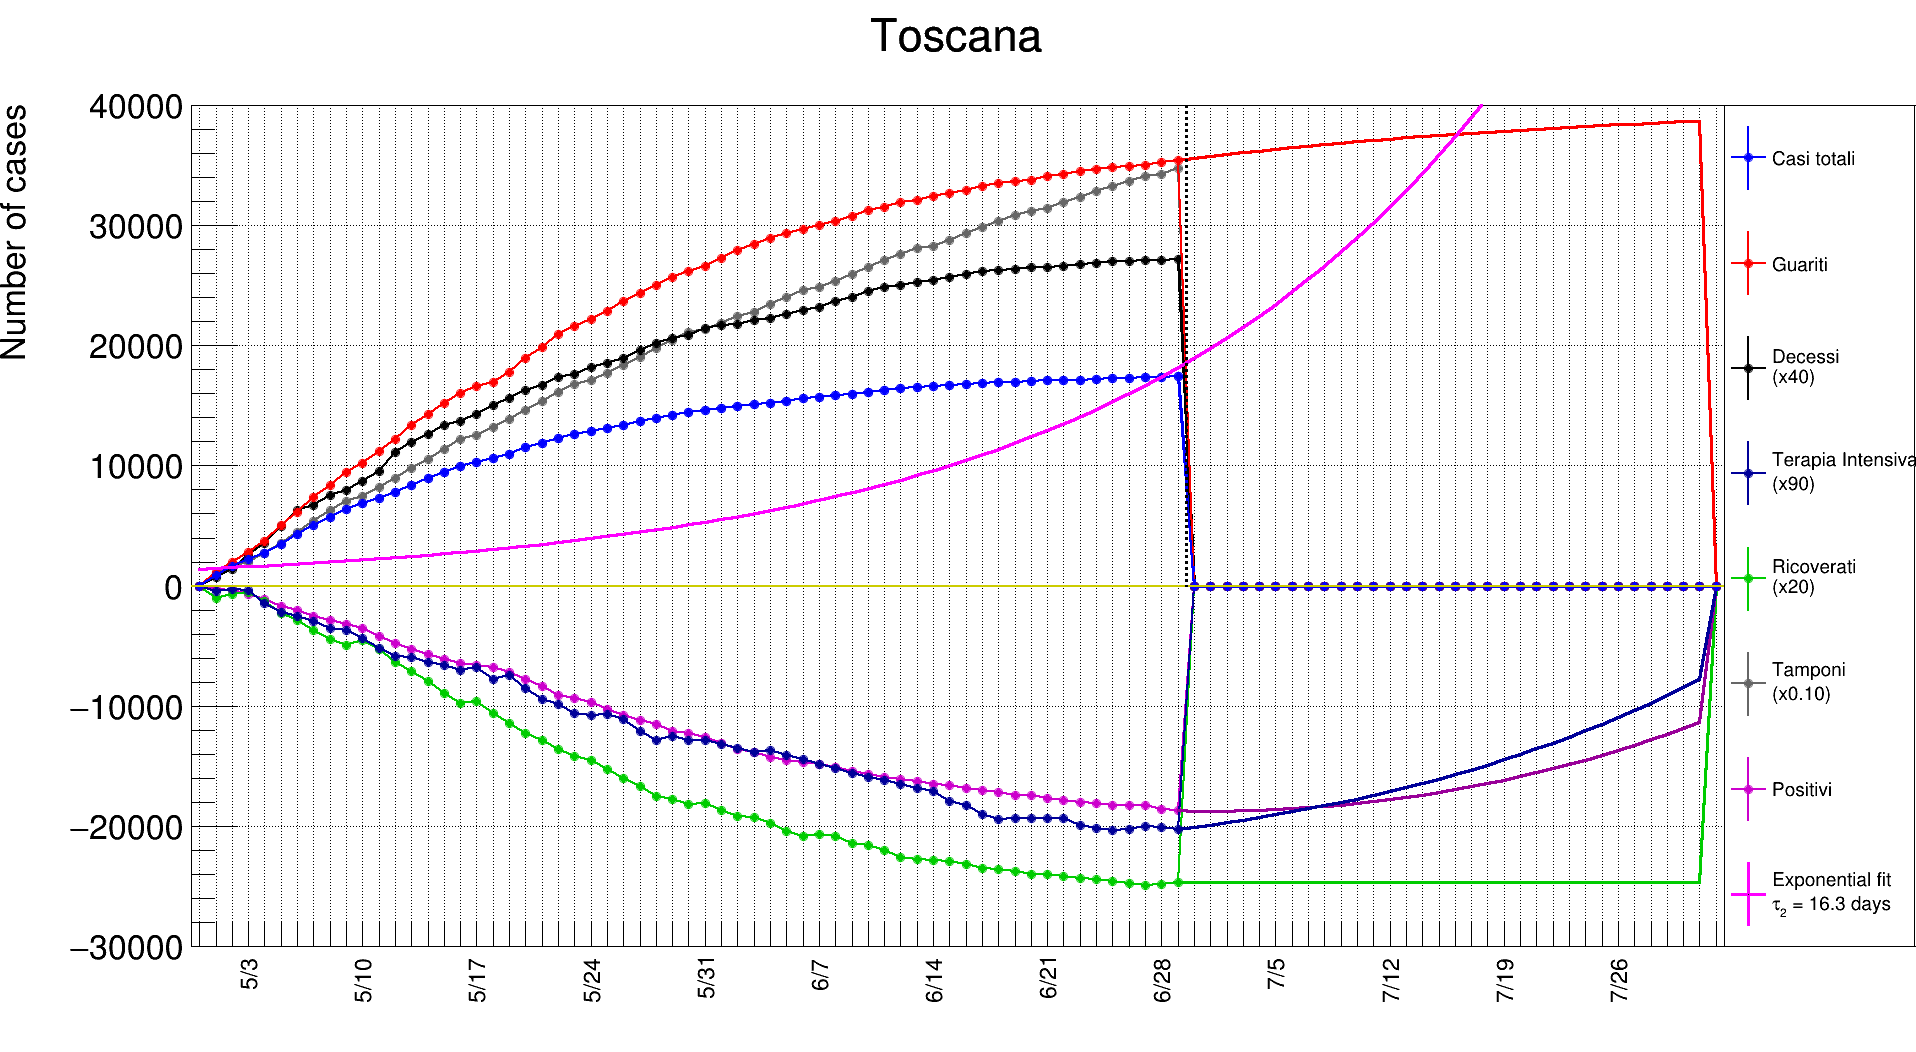 Toscana
Number of cases
40000
30000
20000
10000
0
−10000
−20000
−30000
5/3
5/10
5/17
5/24
5/31
6/7
6/14
6/21
6/28
7/5
7/12
7/19
7/26
Casi totali
Guariti
Decessi
(x40)
Terapia Intensiva
(x90)
Ricoverati
(x20)
Tamponi
(x0.10)
Positivi
Exponential fit
τ₂ = 16.3 days